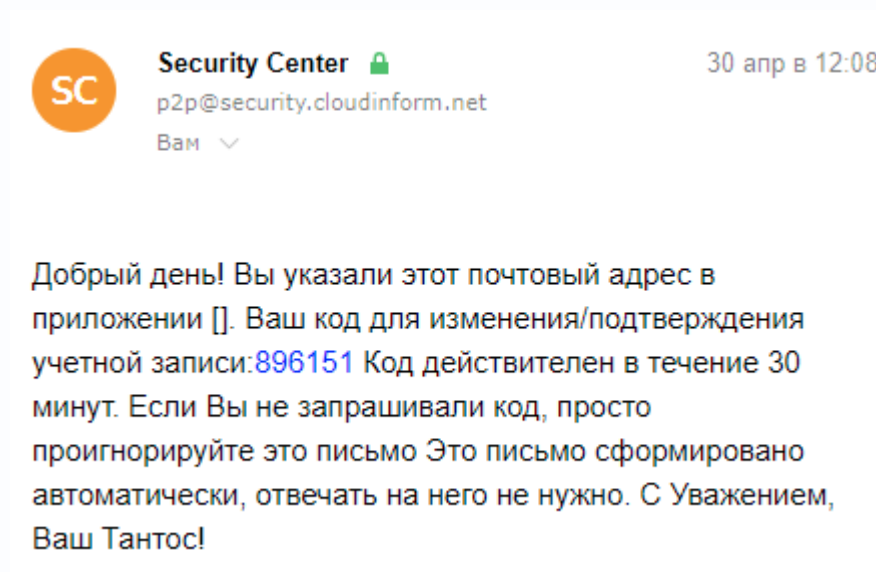 SC
Security Center
30 апр в 12:08
p2p@security.cloudinform.net
Вам
Добрый день! Вы указали этот почтовый адрес в
приложении []. Ваш код для изменения/подтверждения
учетной записи:896151 Код действителен в течение 30
минут. Если Вы не запрашивали код, просто
проигнорируйте это письмо Это письмо сформировано
автоматически, отвечать на него не нужно. С Уважением,
Ваш Тантос!